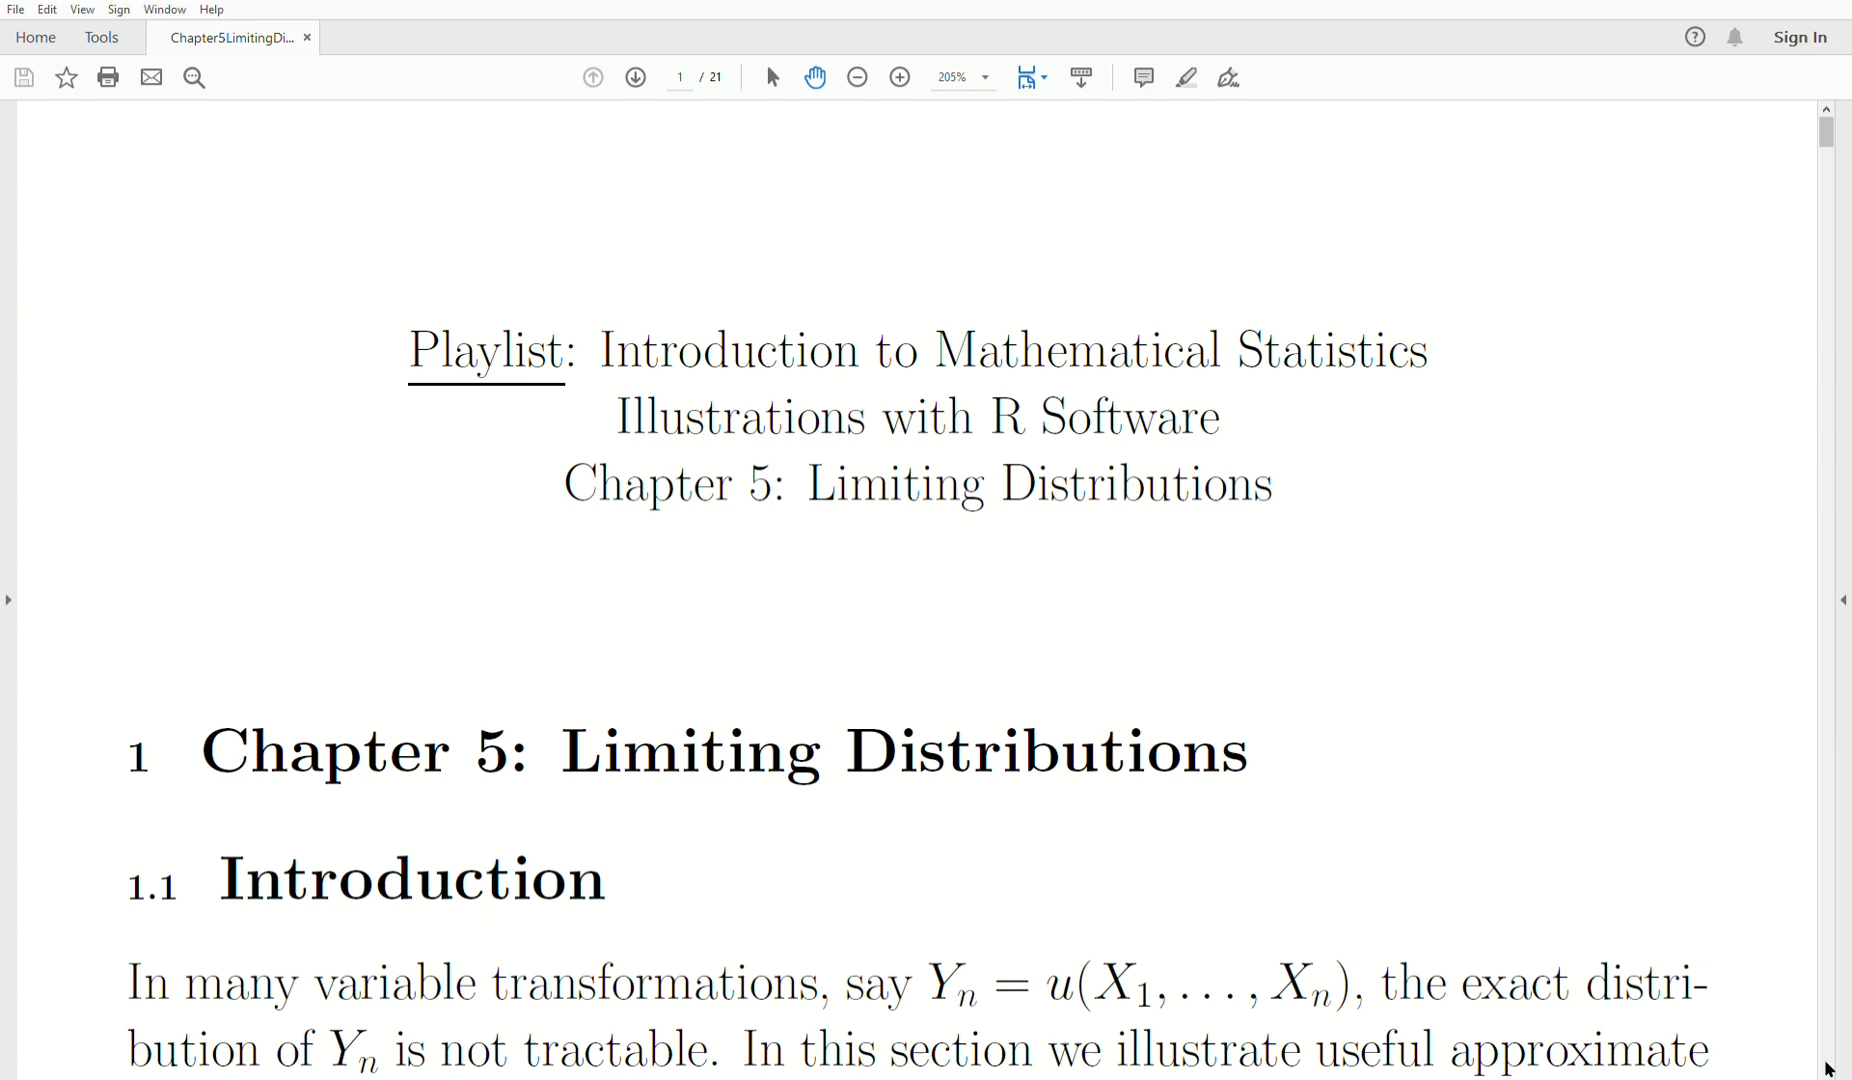 File Edit View Sign Window Help
Home Tools Chapter5LimitingDi... × Sign In
1 / 21 205%
Playlist: Introduction to Mathematical Statistics
Illustrations with R Software
Chapter 5: Limiting Distributions
1 Chapter 5: Limiting Distributions
1.1 Introduction
In many variable transformations, say Yₙ = u(X₁, . . . , Xₙ), the exact distri-
bution of Yₙ is not tractable. In this section we illustrate useful approximate